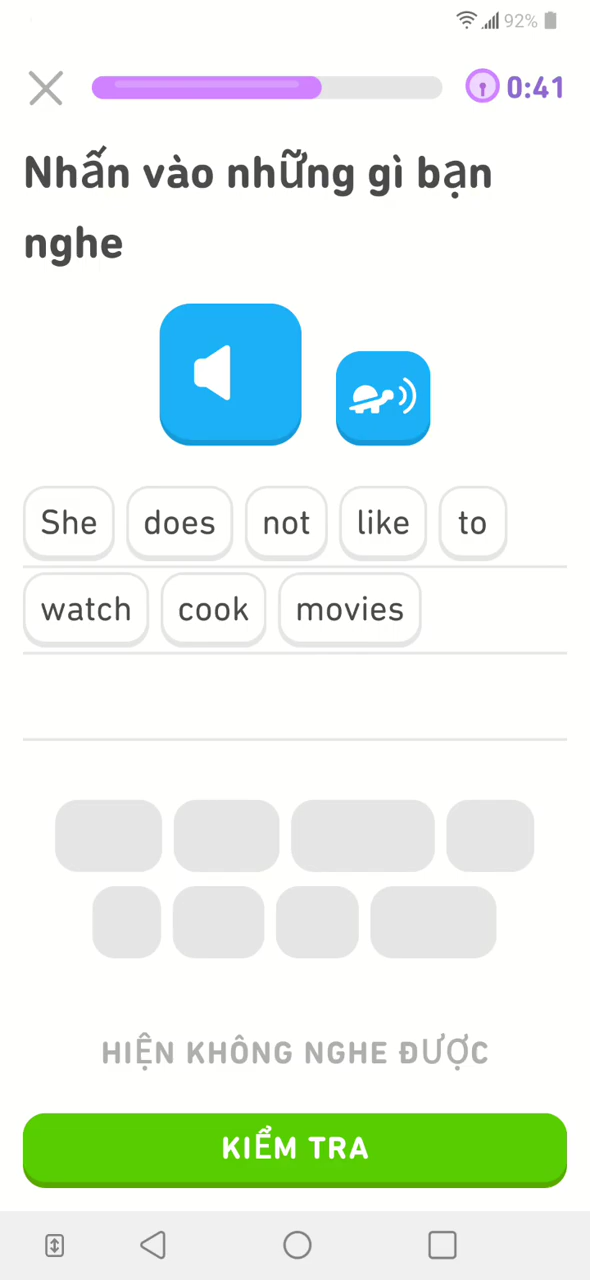 92%
0:41
Nhấn vào những gì bạn
nghe
She does not like to
watch cook movies
HIỆN KHÔNG NGHE ĐƯỢC
KIỂM TRA